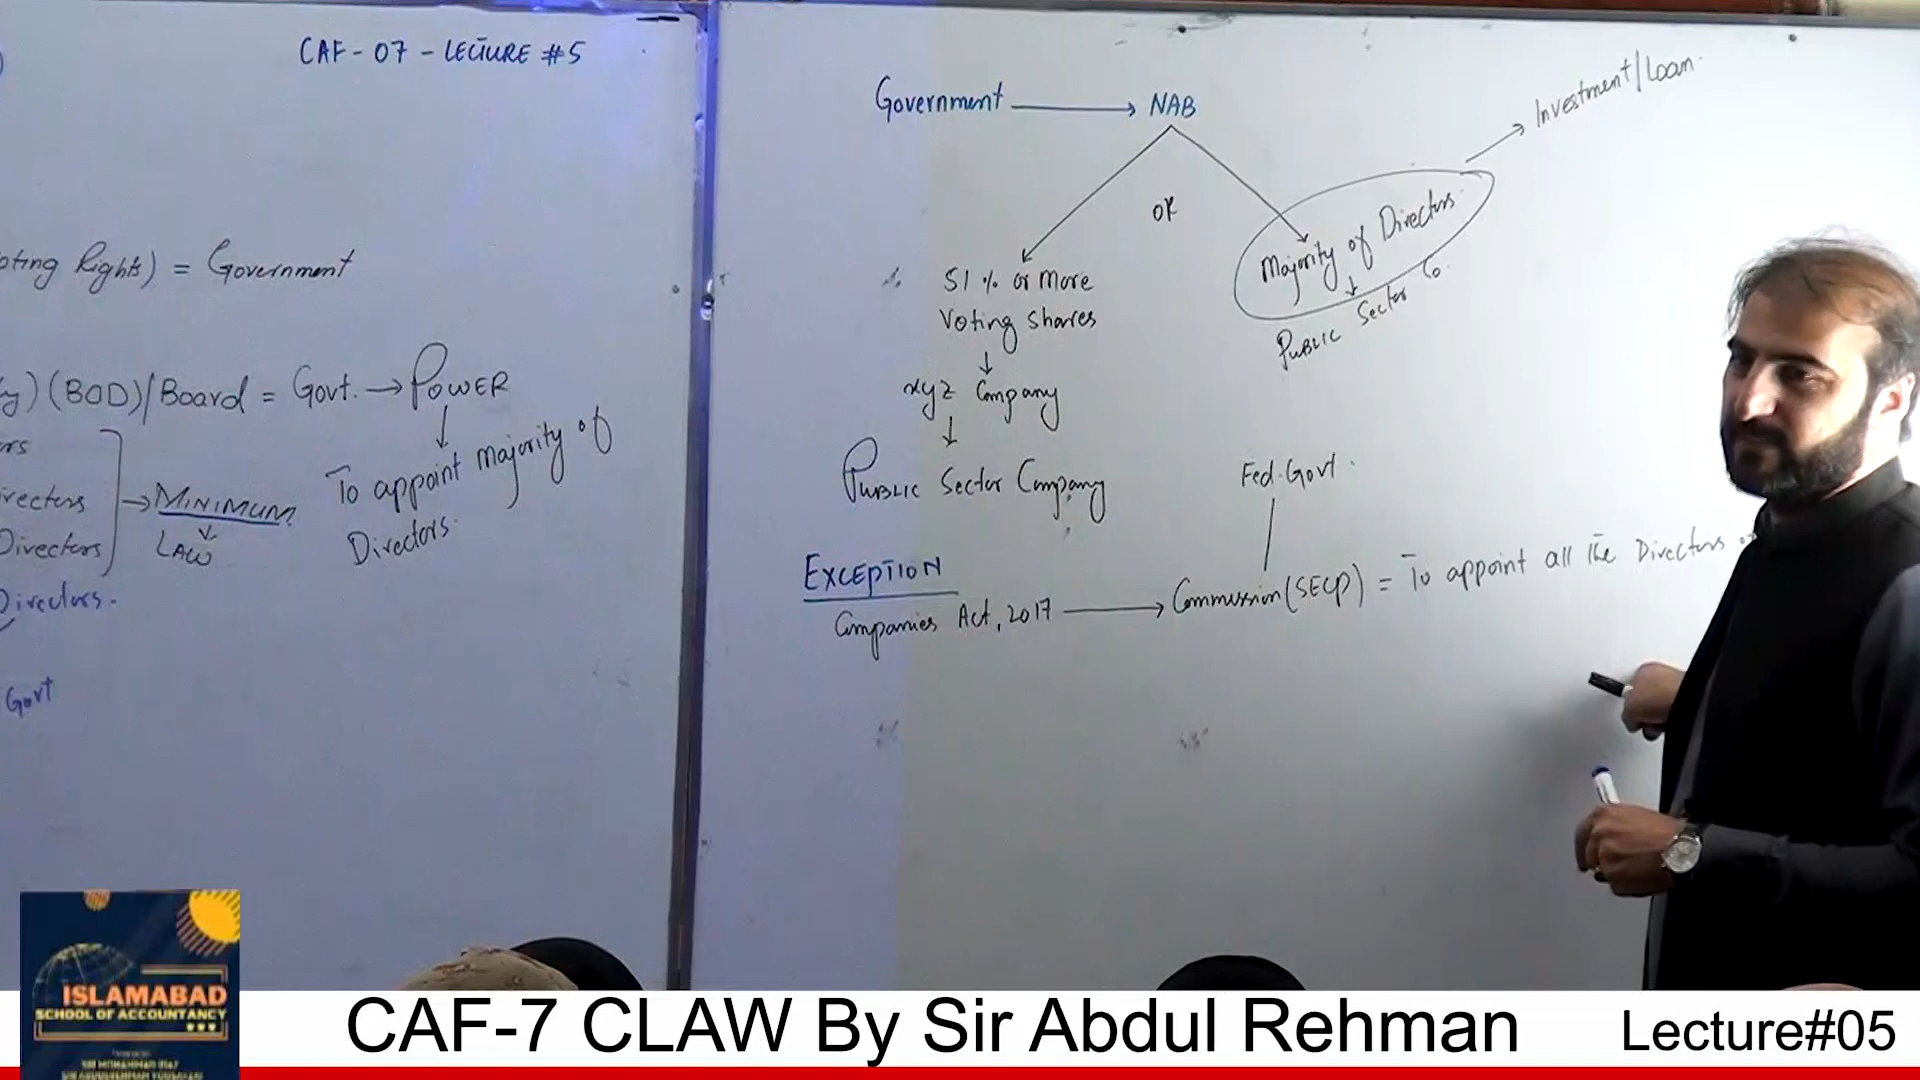 CAF-07-LECTURE #5
oting Rights) = Government
(BOD)/Board = Govt. → POWER
To appoint majority of
Directors.
irectors
Directors
→ MINIMUM
LAW
Directors.
Govt
Government → NAB
OR
51% or more
Voting shares
xyz Company
PUBLIC Sector Company
Majority of Directors
PUBLIC Sector Co.
Investment/Loan.
Fed. Govt.
EXCEPTION
Companies Act, 2017 → Commission (SECP) = To appoint all the Directors
ISLAMABAD
SCHOOL OF ACCOUNTANCY
CAF-7 CLAW By Sir Abdul Rehman
Lecture#05